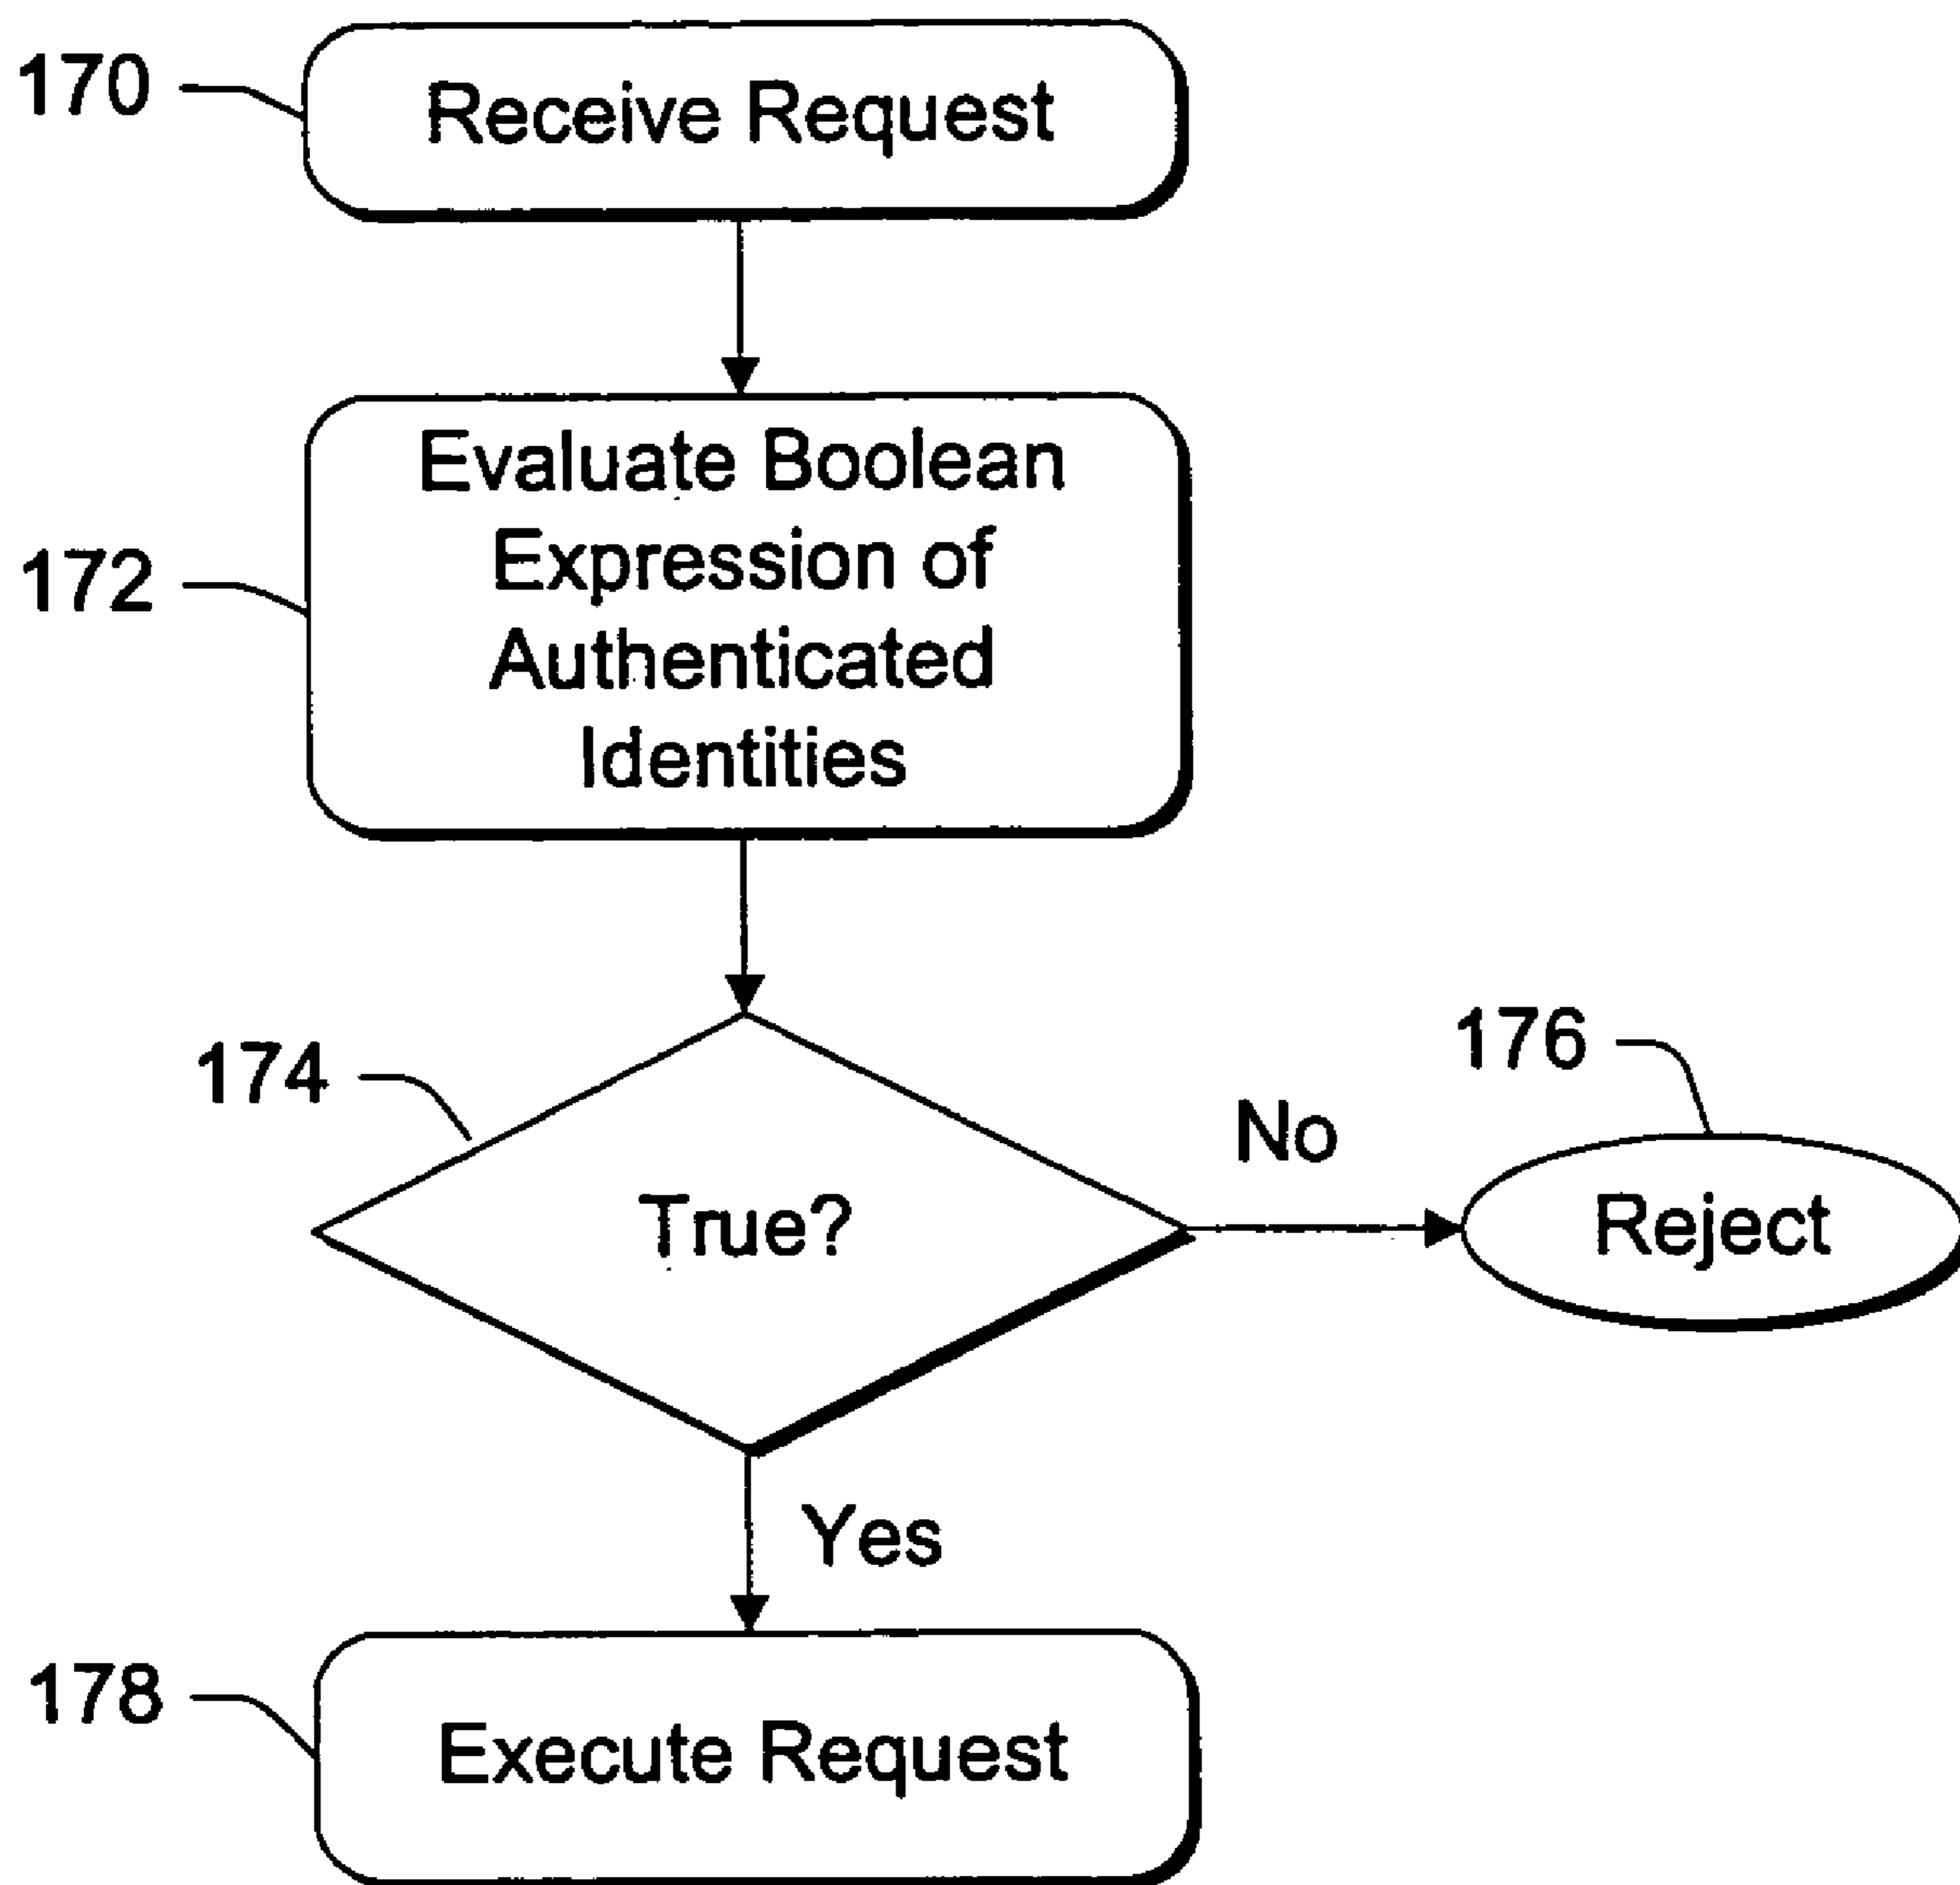 170
Receive Request
172
Evaluate Boolean
Expression of
Authenticated
Identities
174
True?
No
176
Reject
Yes
178
Execute Request